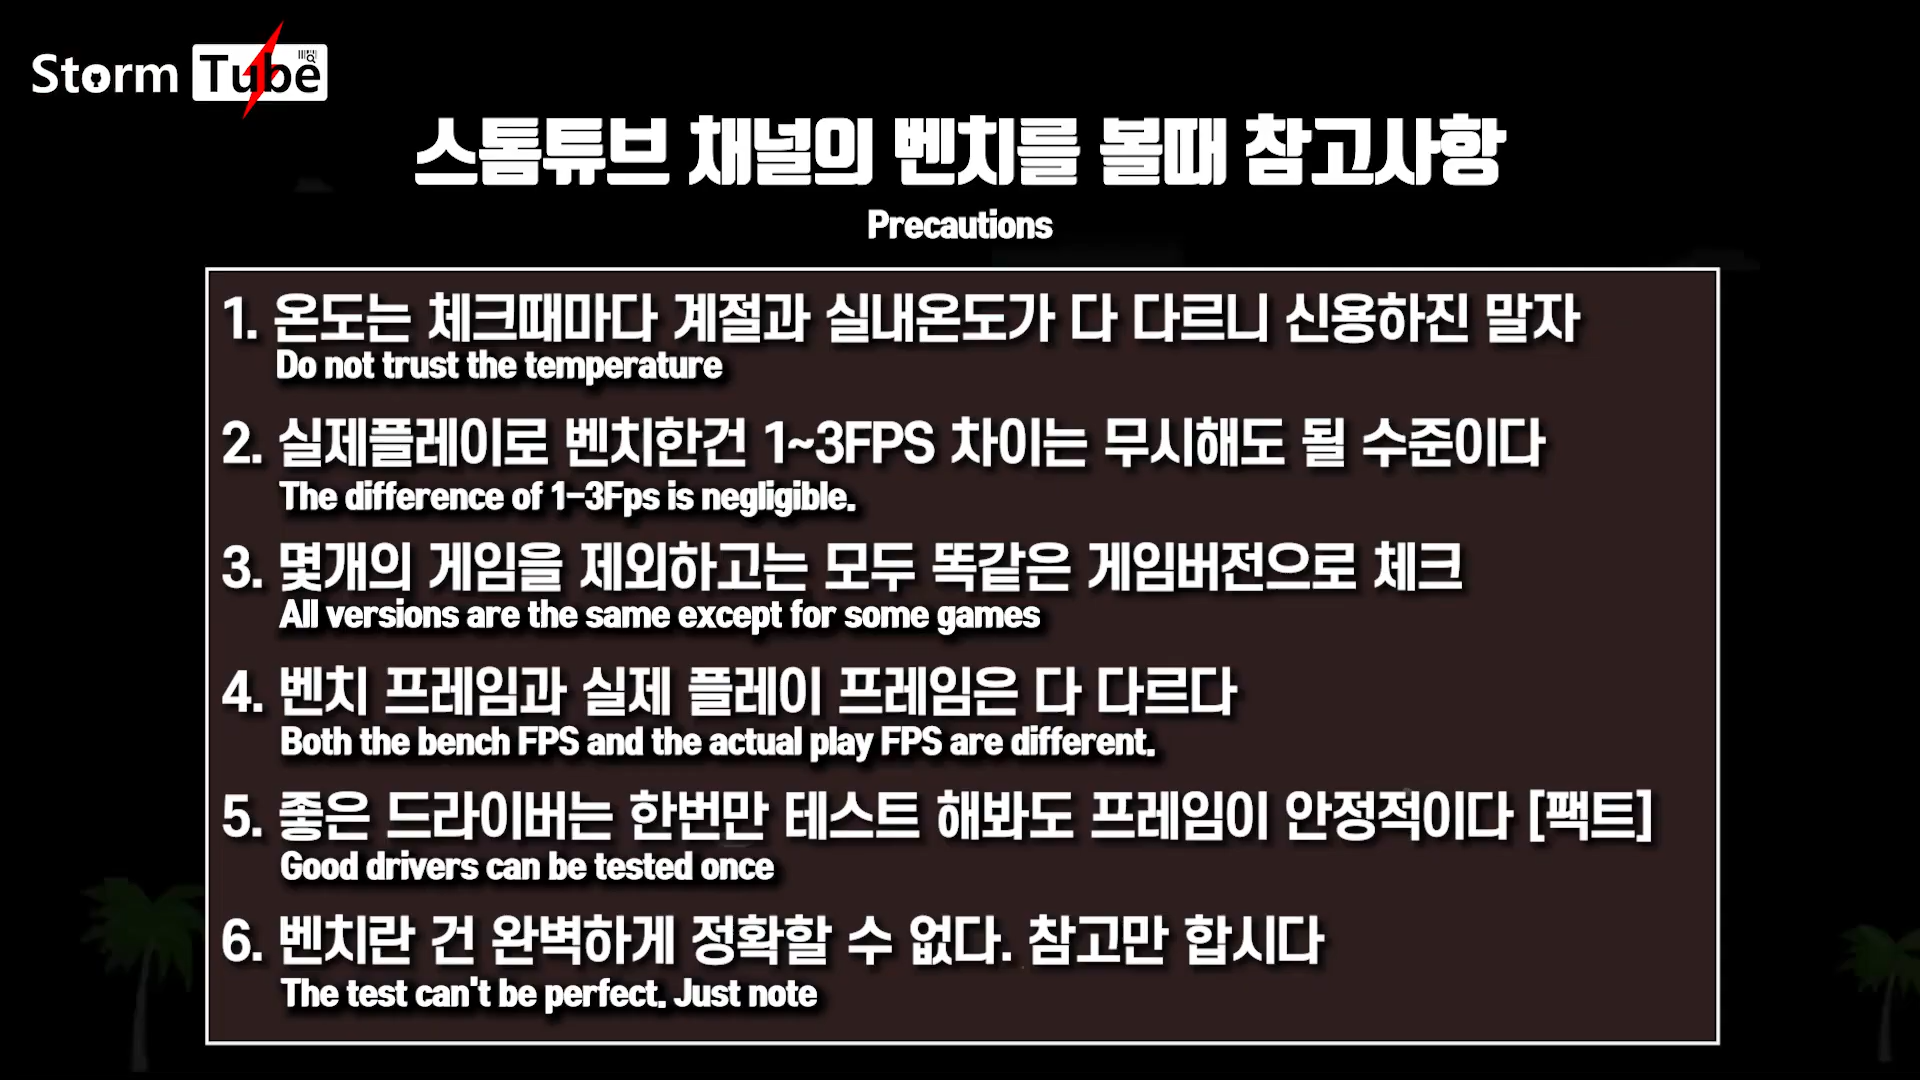 Storm Tube
스톰튜브 채널의 벤치를 볼때 참고사항
Precautions
1. 온도는 체크때마다 계절과 실내온도가 다 다르니 신용하진 말자
Do not trust the temperature
2. 실제플레이로 벤치한건 1~3FPS 차이는 무시해도 될 수준이다
The difference of 1-3Fps is negligible.
3. 몇개의 게임을 제외하고는 모두 똑같은 게임버전으로 체크
All versions are the same except for some games
4. 벤치 프레임과 실제 플레이 프레임은 다 다르다
Both the bench FPS and the actual play FPS are different.
5. 좋은 드라이버는 한번만 테스트 해봐도 프레임이 안정적이다 [팩트]
Good drivers can be tested once
6. 벤치란 건 완벽하게 정확할 수 없다. 참고만 합시다
The test can't be perfect. Just note